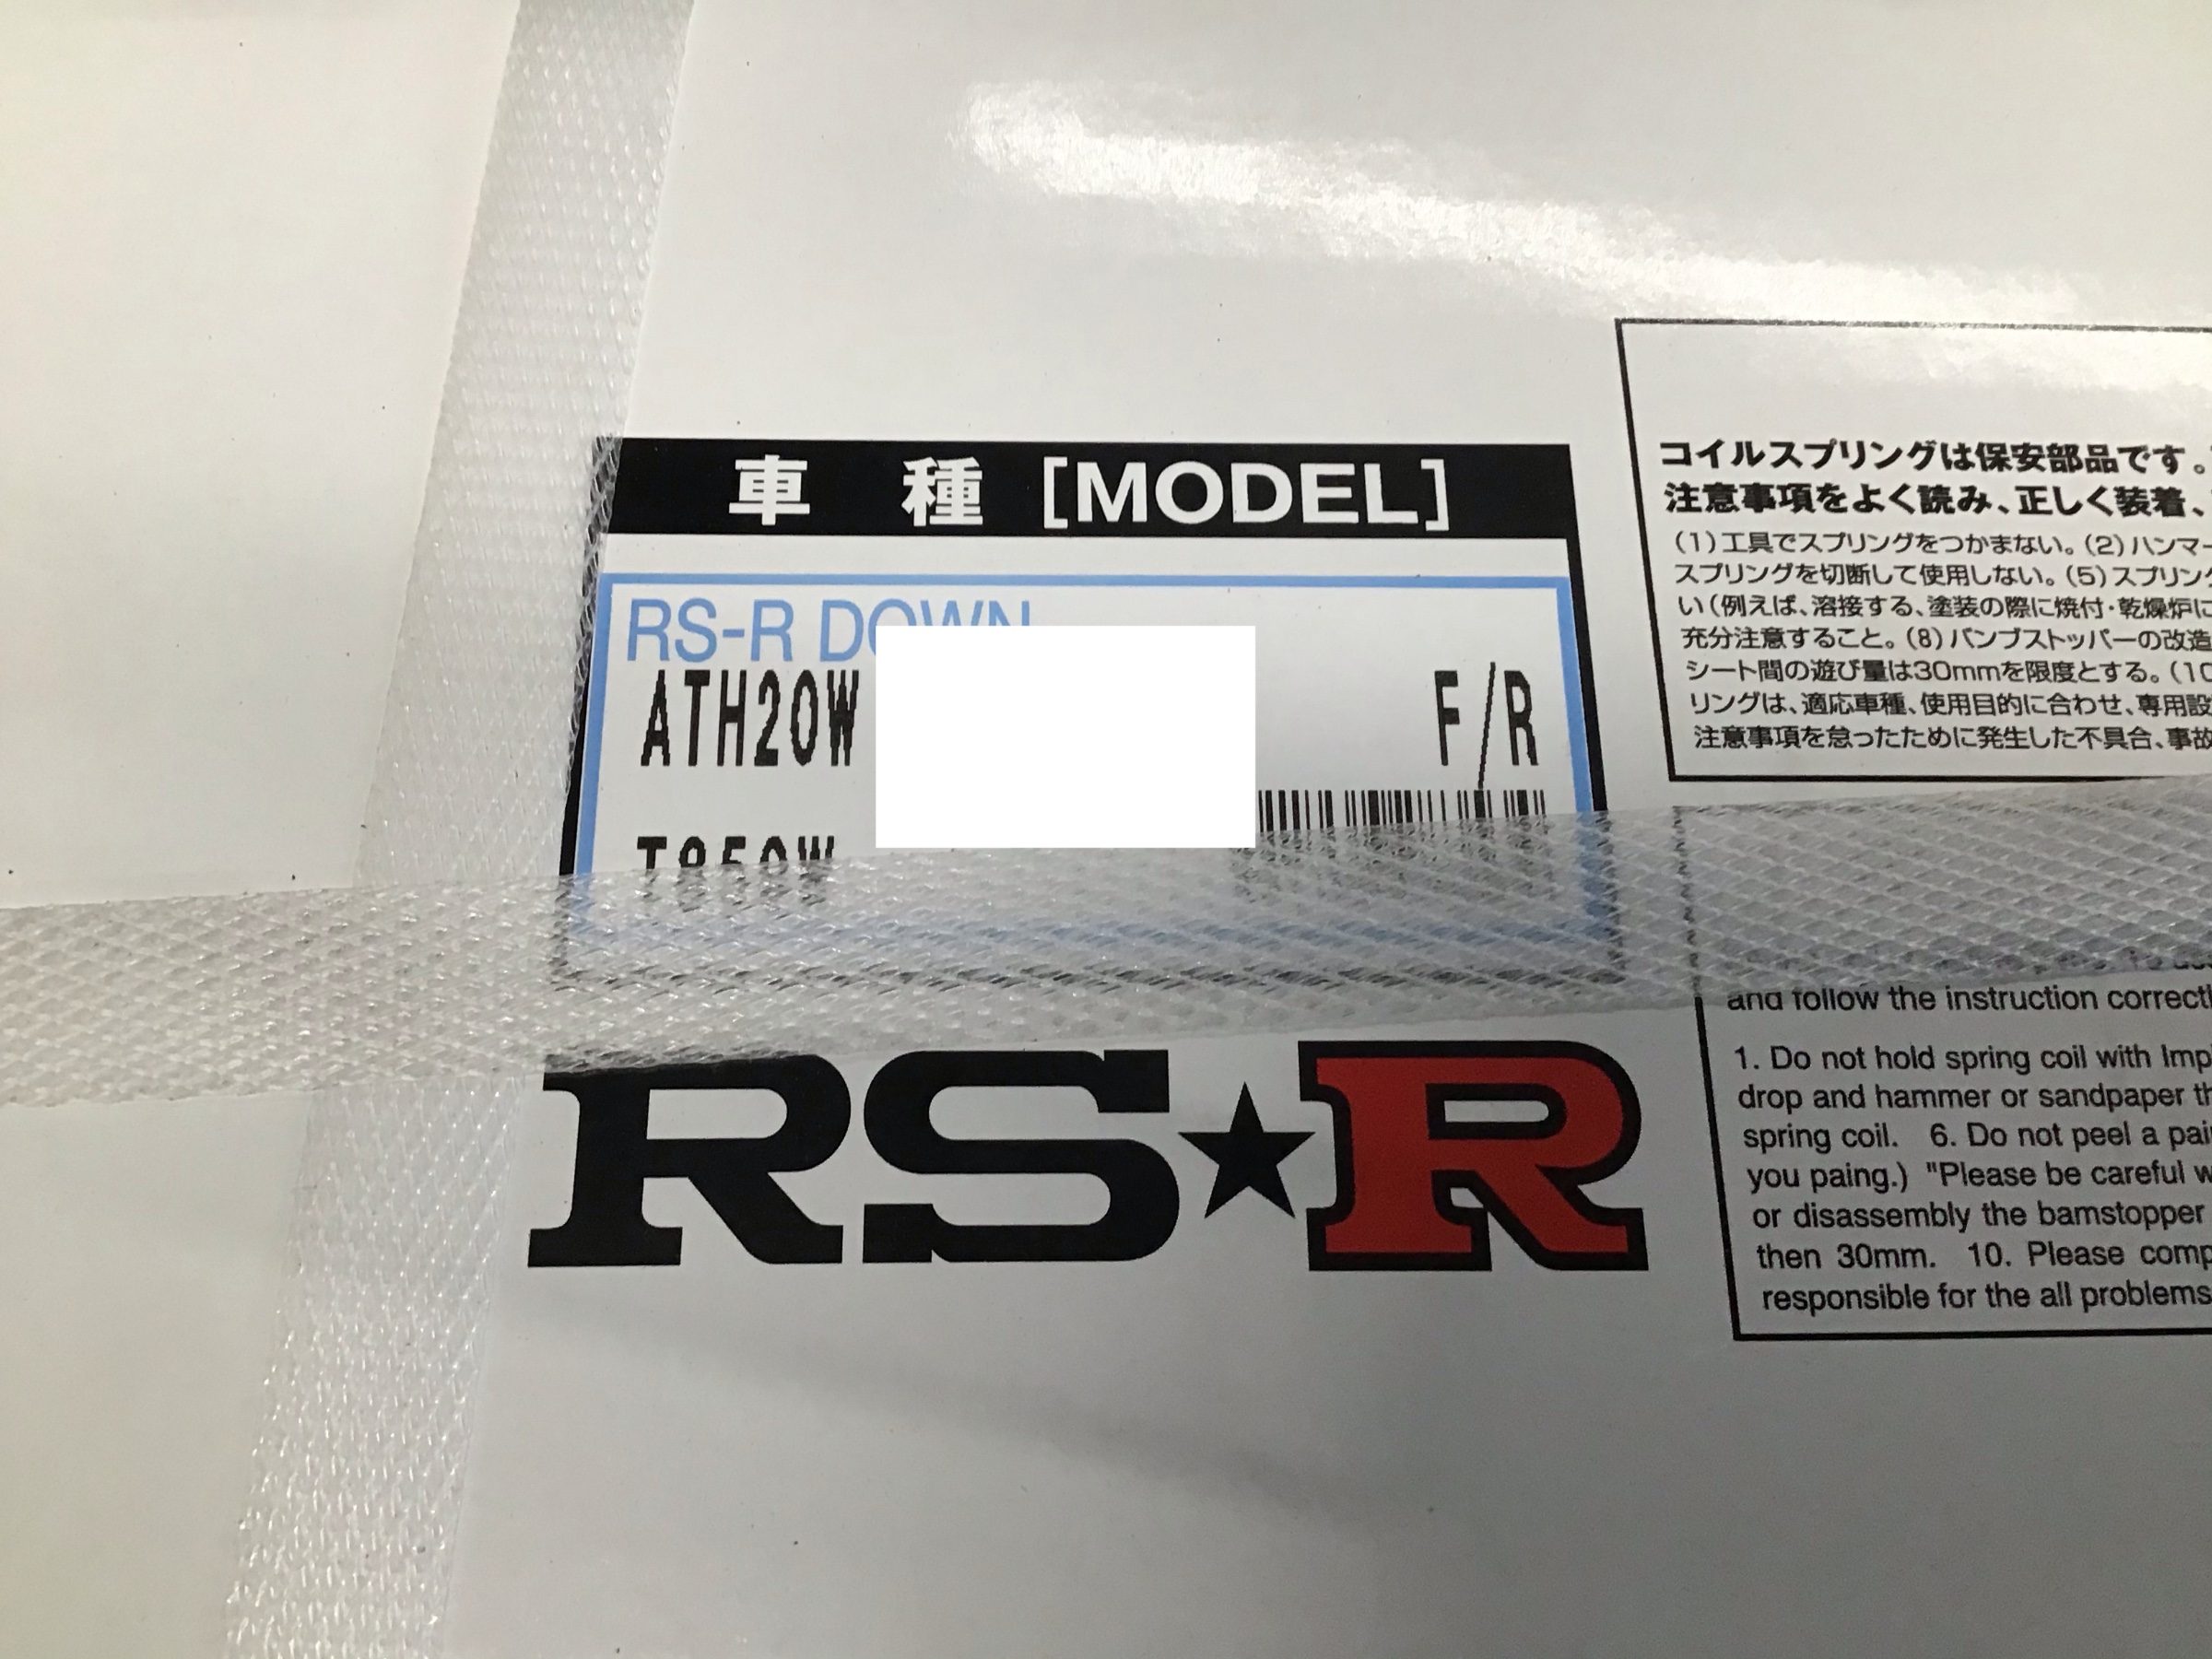 車 種 [MODEL]
RS-R DOWN
ATH20W F/R
T850W
RS★R
コイルスプリングは保安部品です。
注意事項をよく読み、正しく装着、
(1)工具でスプリングをつかまない。(2)ハンマー
スプリングを切断して使用しない。(5)スプリング
い(例えば、溶接する、塗装の際に焼付・乾燥炉に
充分注意すること。(8)バンプストッパーの改造
シート間の遊び量は30mmを限度とする。(10
リングは、適応車種、使用目的に合わせ、専用設
注意事項を怠ったために発生した不具合、事故
and follow the instruction correctl
1. Do not hold spring coil with Imp
drop and hammer or sandpaper th
spring coil. 6. Do not peel a pai
you paing.) "Please be careful w
or disassembly the bamstopper
then 30mm. 10. Please comp
responsible for the all problems